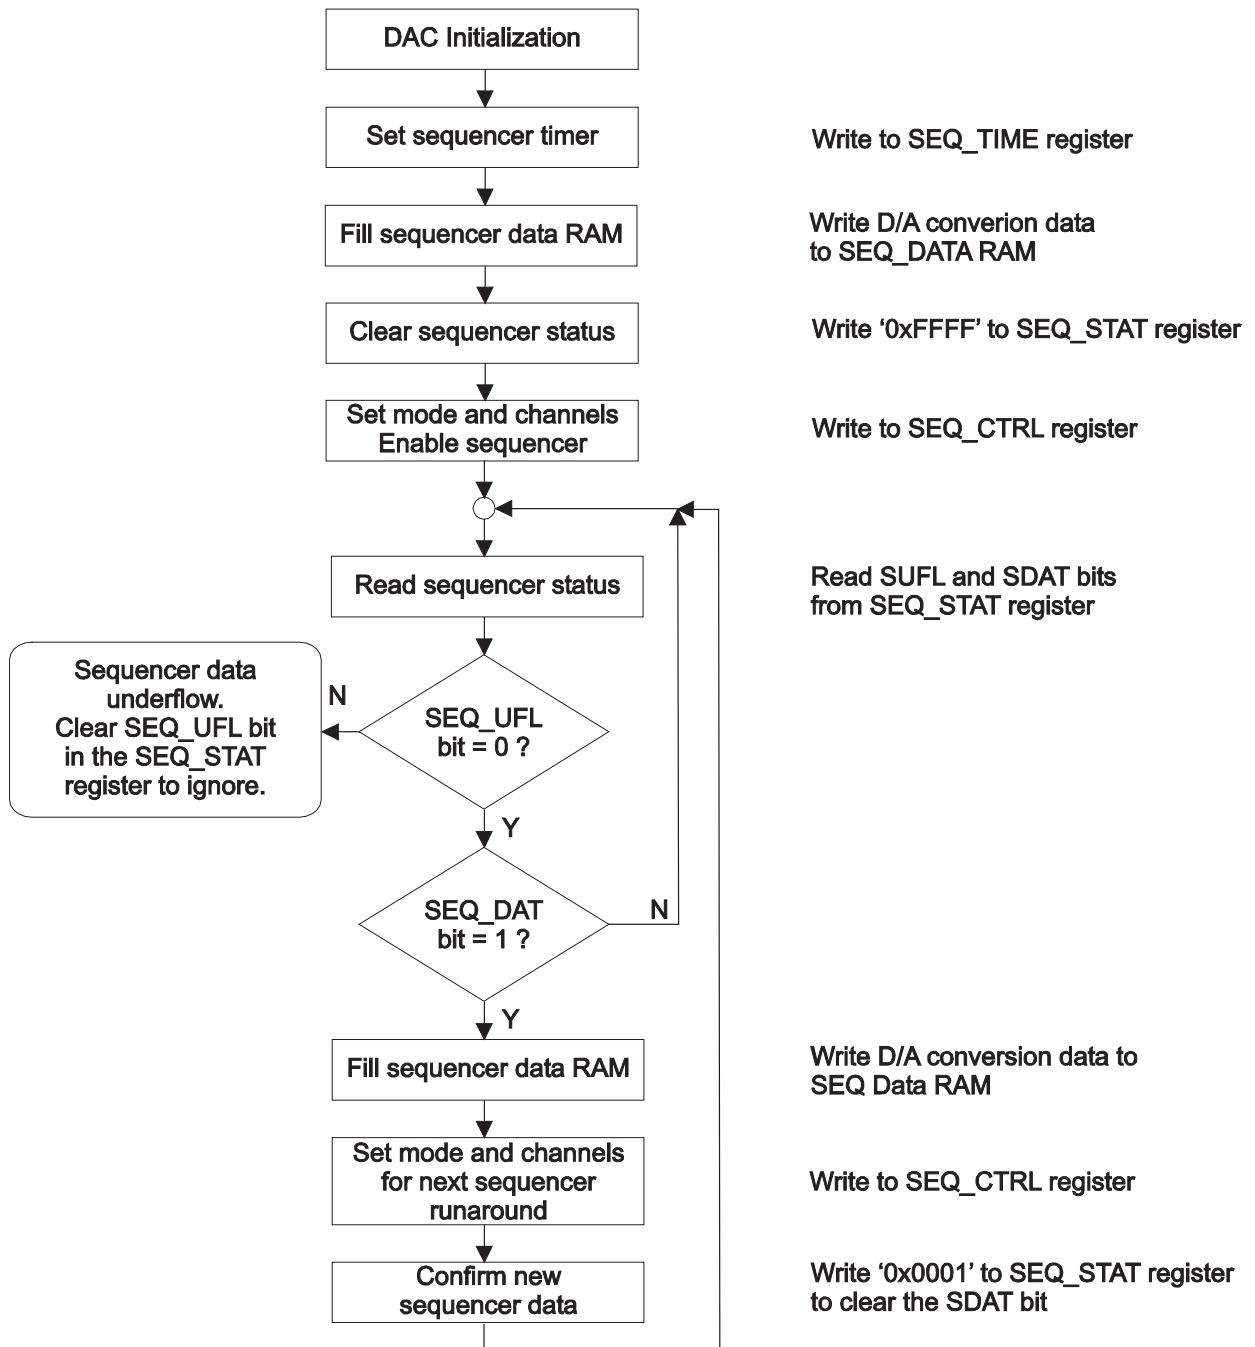 DAC Initialization
Set sequencer timer
Write to SEQ_TIME register
Fill sequencer data RAM
Write D/A converion data
to SEQ_DATA RAM
Clear sequencer status
Write ‘0xFFFF’ to SEQ_STAT register
Set mode and channels
Enable sequencer
Write to SEQ_CTRL register
Read sequencer status
Read SUFL and SDAT bits
from SEQ_STAT register
Sequencer data
underflow.
Clear SEQ_UFL bit
in the SEQ_STAT
register to ignore.
N
SEQ_UFL
bit = 0 ?
Y
SEQ_DAT
bit = 1 ?
N
Y
Fill sequencer data RAM
Write D/A conversion data to
SEQ Data RAM
Set mode and channels
for next sequencer
runaround
Write to SEQ_CTRL register
Confirm new
sequencer data
Write ‘0x0001’ to SEQ_STAT register
to clear the SDAT bit